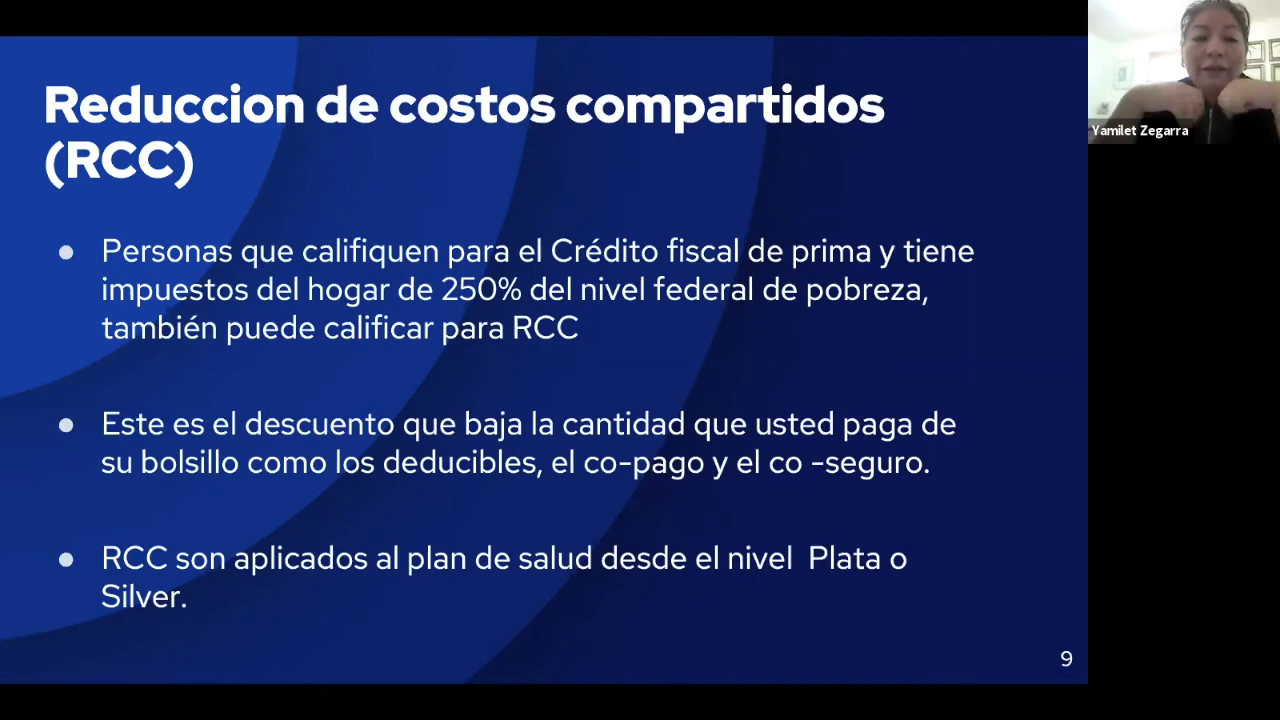 Reduccion de costos compartidos
(RCC)
● Personas que califiquen para el Crédito fiscal de prima y tiene
impuestos del hogar de 250% del nivel federal de pobreza,
también puede calificar para RCC
● Este es el descuento que baja la cantidad que usted paga de
su bolsillo como los deducibles, el co-pago y el co -seguro.
● RCC son aplicados al plan de salud desde el nivel  Plata o
Silver.
9
Yamilet Zegarra